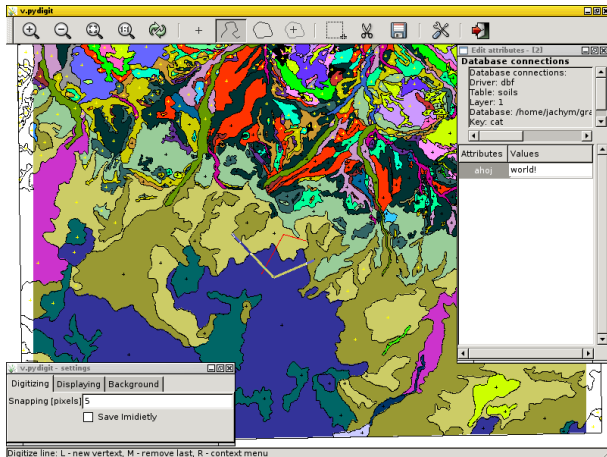 v.pydigit
Edit attributes - (2)
Database connections
Database connections:
Driver: dbf
Table: soils
Layer: 1
Database: /home/jachym/gra
Key: cat
Attributes Values
ahoj world!
v.pydigit - settings
Digitizing Displaying Background
Snapping [pixels] 5
Save Imidietly
Digitize line: L - new vertext, M - remove last, R - context menu